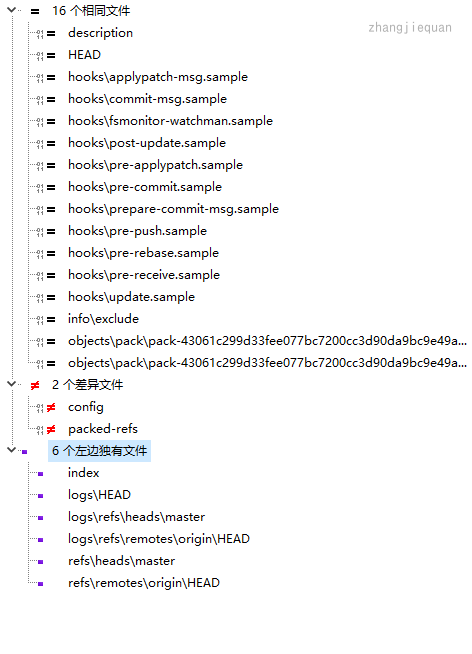 16 个相同文件
zhangjiequan
description
HEAD
hooks\applypatch-msg.sample
hooks\commit-msg.sample
hooks\fsmonitor-watchman.sample
hooks\post-update.sample
hooks\pre-applypatch.sample
hooks\pre-commit.sample
hooks\prepare-commit-msg.sample
hooks\pre-push.sample
hooks\pre-rebase.sample
hooks\pre-receive.sample
hooks\update.sample
info\exclude
objects\pack\pack-43061c299d33fee077bc7200cc3d90da9bc9e49a...
objects\pack\pack-43061c299d33fee077bc7200cc3d90da9bc9e49a...
2 个差异文件
config
packed-refs
6 个左边独有文件
index
logs\HEAD
logs\refs\heads\master
logs\refs\remotes\origin\HEAD
refs\heads\master
refs\remotes\origin\HEAD